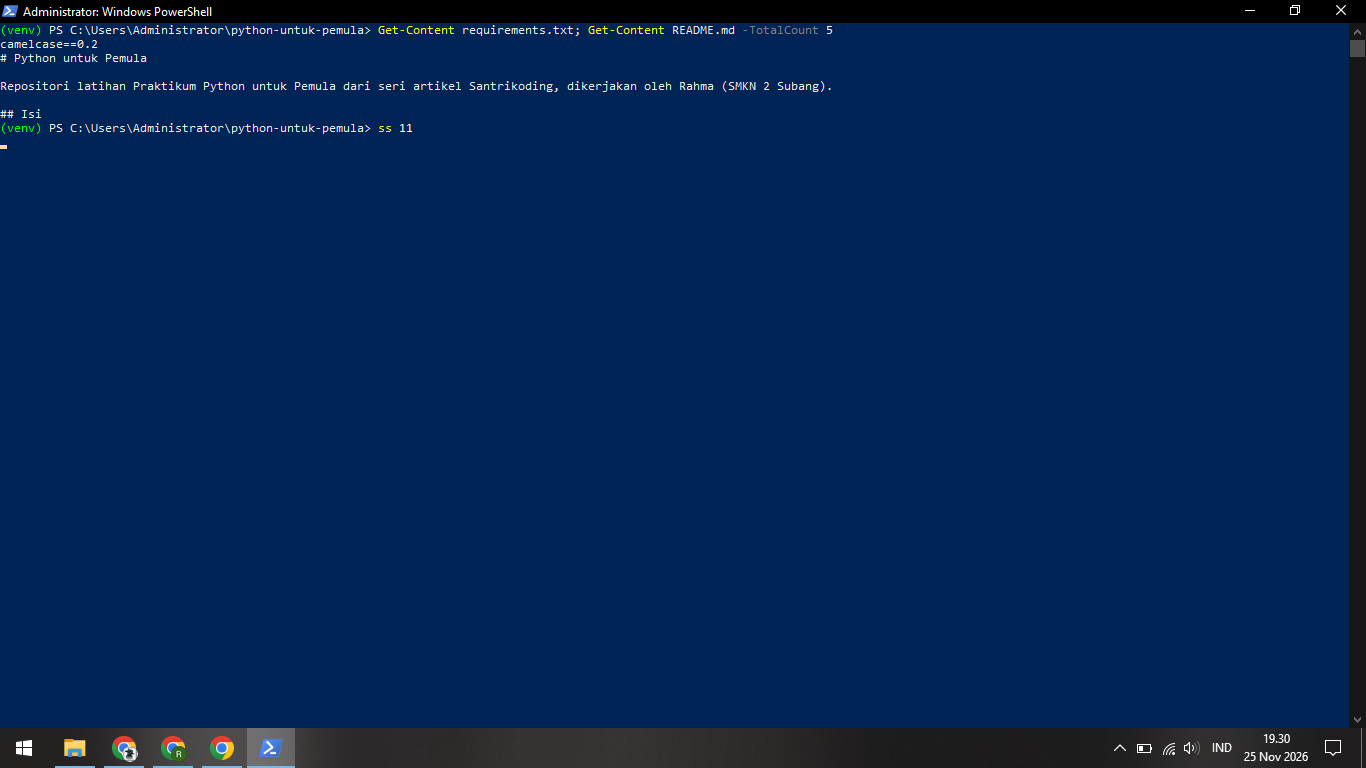 Administrator: Windows PowerShell
(venv) PS C:\Users\Administrator\python-untuk-pemula> Get-Content requirements.txt; Get-Content README.md -TotalCount 5
camelcase==0.2
# Python untuk Pemula
Repositori latihan Praktikum Python untuk Pemula dari seri artikel Santrikoding, dikerjakan oleh Rahma (SMKN 2 Subang).
## Isi
(venv) PS C:\Users\Administrator\python-untuk-pemula> ss 11
R
IND
19.30
25 Nov 2026